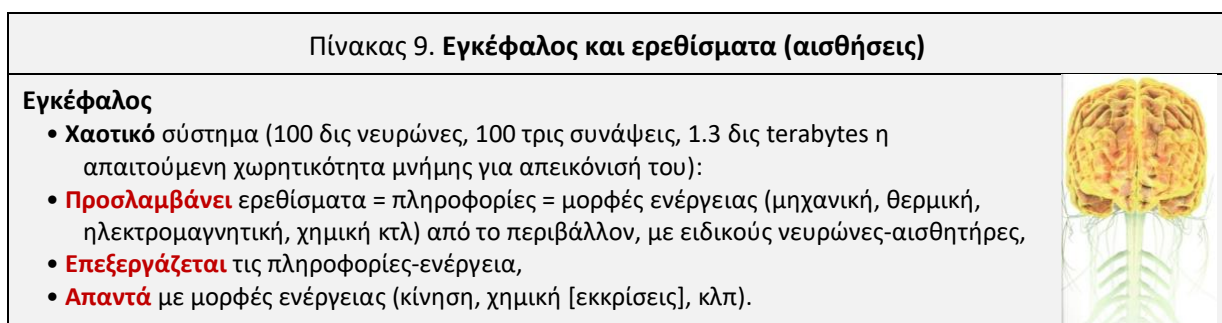 Πίνακας 9. Εγκέφαλος και ερεθίσματα (αισθήσεις)
Εγκέφαλος
• Χαοτικό σύστημα (100 δις νευρώνες, 100 τρις συνάψεις, 1.3 δις terabytes η
απαιτούμενη χωρητικότητα μνήμης για απεικόνισή του):
• Προσλαμβάνει ερεθίσματα = πληροφορίες = μορφές ενέργειας (μηχανική, θερμική,
ηλεκτρομαγνητική, χημική κτλ) από το περιβάλλον, με ειδικούς νευρώνες-αισθητήρες,
• Επεξεργάζεται τις πληροφορίες-ενέργεια,
• Απαντά με μορφές ενέργειας (κίνηση, χημική [εκκρίσεις], κλπ).